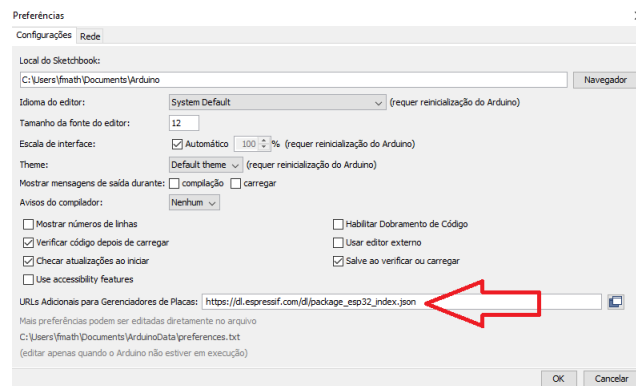 Preferências
Configurações Rede
Local do Sketchbook:
C:\Users\fmath\Documents\Arduino Navegador
Idioma do editor: System Default (requer reinicialização do Arduino)
Tamanho da fonte do editor: 12
Escala de interface: Automático 100 % (requer reinicialização do Arduino)
Theme: Default theme (requer reinicialização do Arduino)
Mostrar mensagens de saída durante: compilação carregar
Avisos do compilador: Nenhum
Mostrar números de linhas Habilitar Dobramento de Código
Verificar código depois de carregar Usar editor externo
Checar atualizações ao iniciar Salve ao verificar ou carregar
Use accessibility features
URLs Adicionais para Gerenciadores de Placas: https://dl.espressif.com/dl/package_esp32_index.json
Mais preferências podem ser editadas diretamente no arquivo
C:\Users\fmath\Documents\ArduinoData\preferences.txt
(editar apenas quando o Arduino não estiver em execução)
OK Cancelar